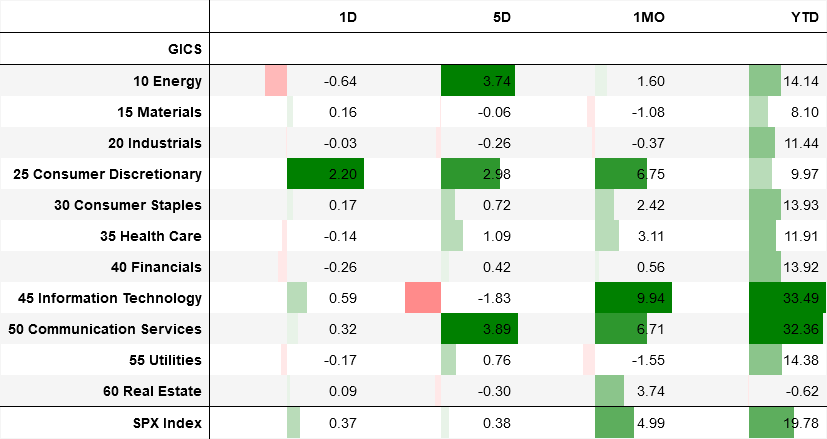 1D 5D 1MO YTD
GICS
10 Energy -0.64 3.74 1.60 14.14
15 Materials 0.16 -0.06 -1.08 8.10
20 Industrials -0.03 -0.26 -0.37 11.44
25 Consumer Discretionary 2.20 2.98 6.75 9.97
30 Consumer Staples 0.17 0.72 2.42 13.93
35 Health Care -0.14 1.09 3.11 11.91
40 Financials -0.26 0.42 0.56 13.92
45 Information Technology 0.59 -1.83 9.94 33.49
50 Communication Services 0.32 3.89 6.71 32.36
55 Utilities -0.17 0.76 -1.55 14.38
60 Real Estate 0.09 -0.30 3.74 -0.62
SPX Index 0.37 0.38 4.99 19.78